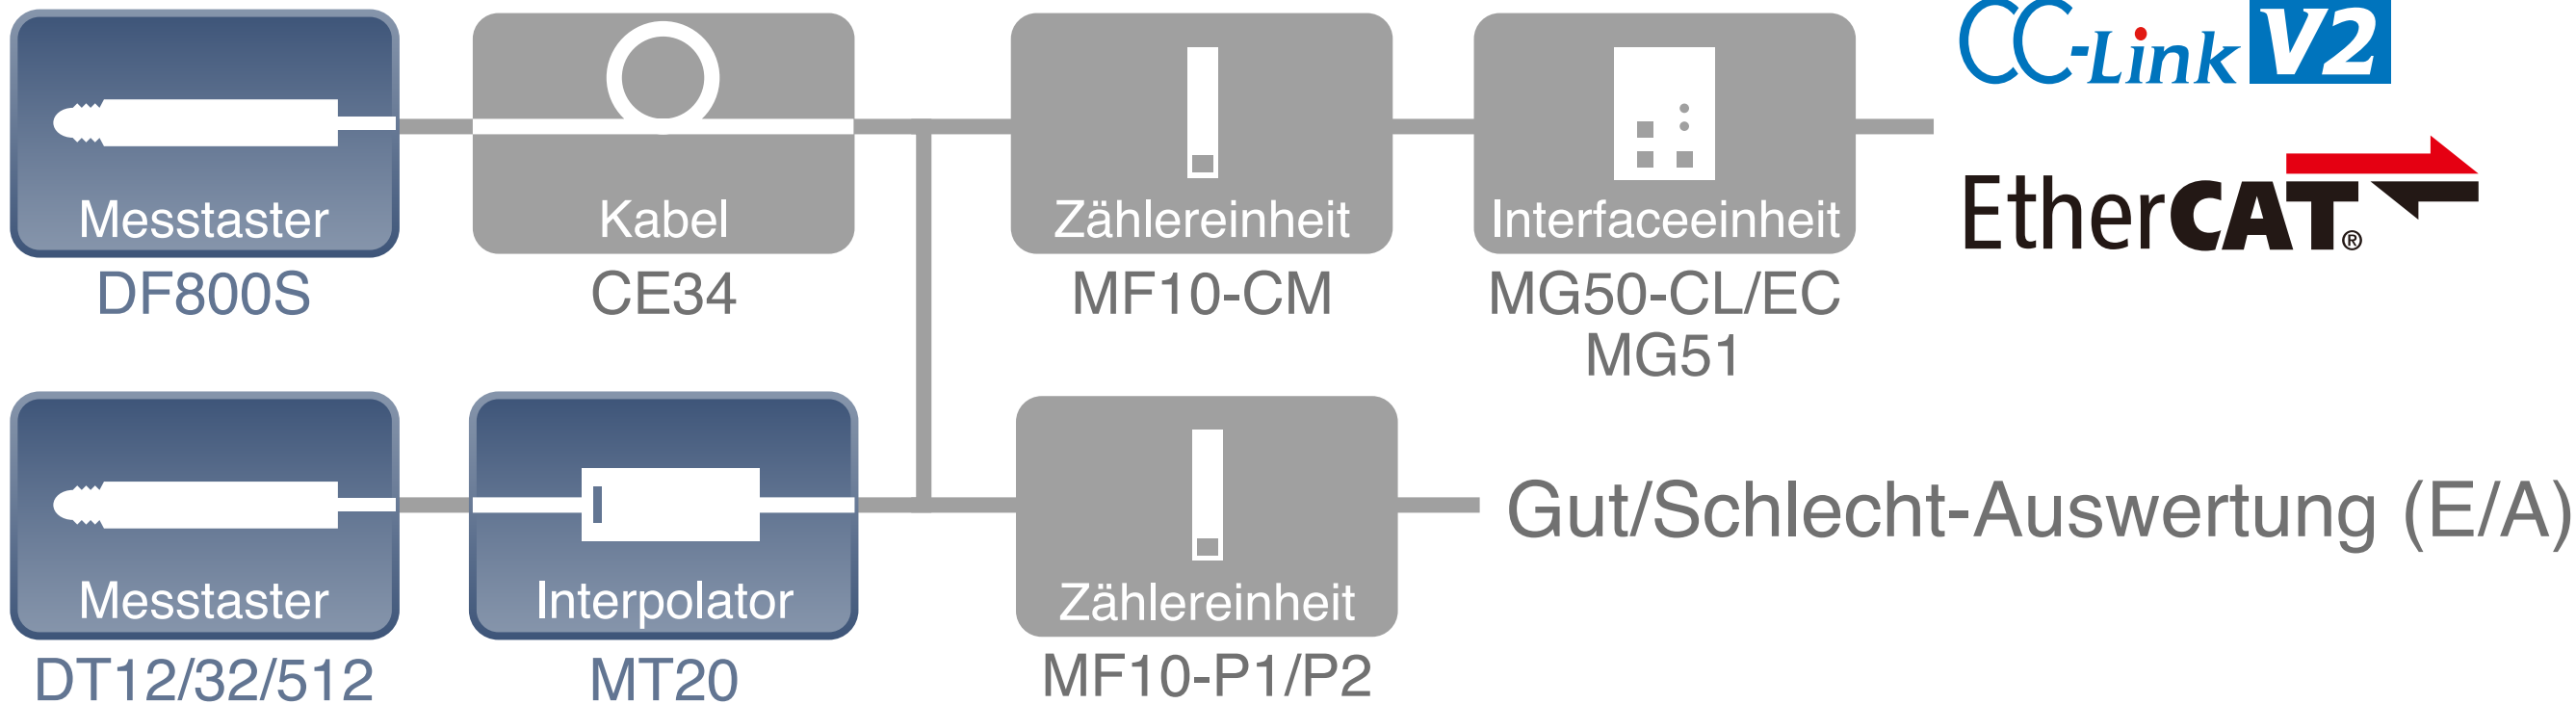 Messtaster
DF800S
Kabel
CE34
Zählereinheit
MF10-CM
Interfaceeinheit
MG50-CL/EC
MG51
CC-Link V2
EtherCAT®
Messtaster
DT12/32/512
Interpolator
MT20
Zählereinheit
MF10-P1/P2
Gut/Schlecht-Auswertung (E/A)